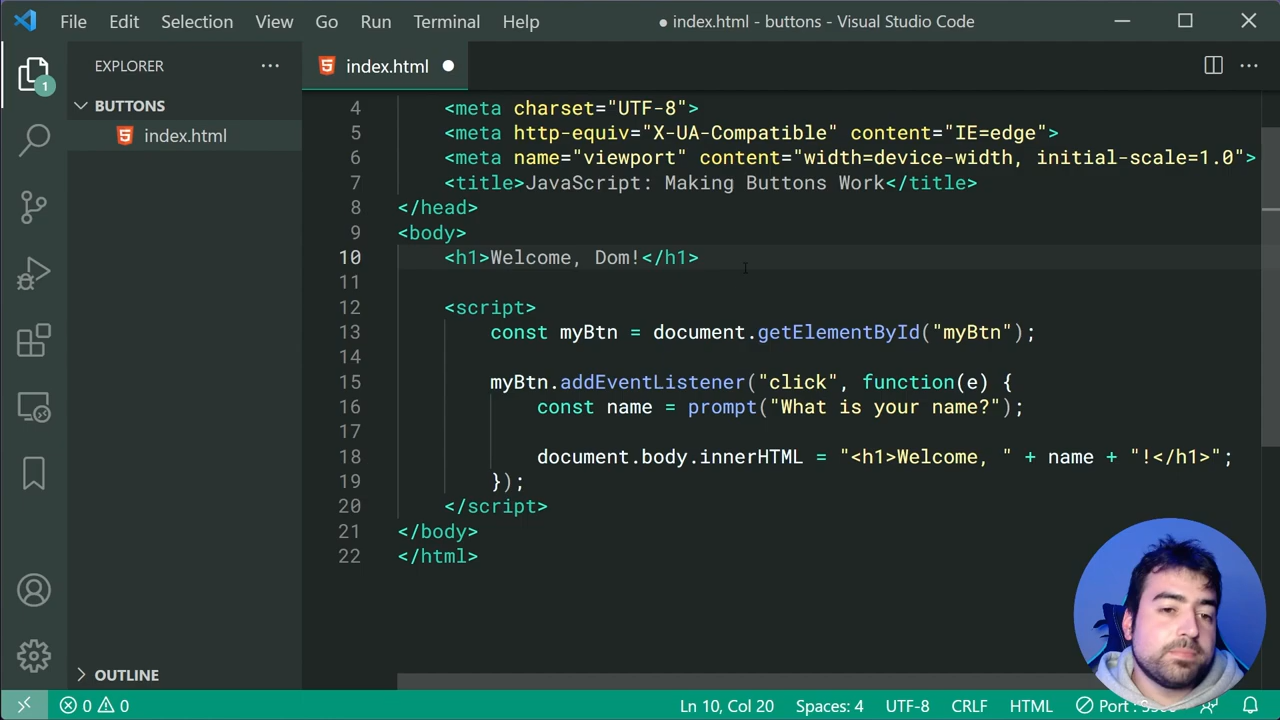 File Edit Selection View Go Run Terminal Help
● index.html - buttons - Visual Studio Code
EXPLORER
index.html
1
BUTTONS
index.html
4 <meta charset="UTF-8">
5 <meta http-equiv="X-UA-Compatible" content="IE=edge">
6 <meta name="viewport" content="width=device-width, initial-scale=1.0">
7 <title>JavaScript: Making Buttons Work</title>
8 </head>
9 <body>
10 <h1>Welcome, Dom!</h1>
11
12 <script>
13 const myBtn = document.getElementById("myBtn");
14
15 myBtn.addEventListener("click", function(e) {
16 const name = prompt("What is your name?");
17
18 document.body.innerHTML = "<h1>Welcome, " + name + "!</h1>";
19 });
20 </script>
21 </body>
22 </html>
OUTLINE
0 0
Ln 10, Col 20 Spaces: 4 UTF-8 CRLF HTML Port :